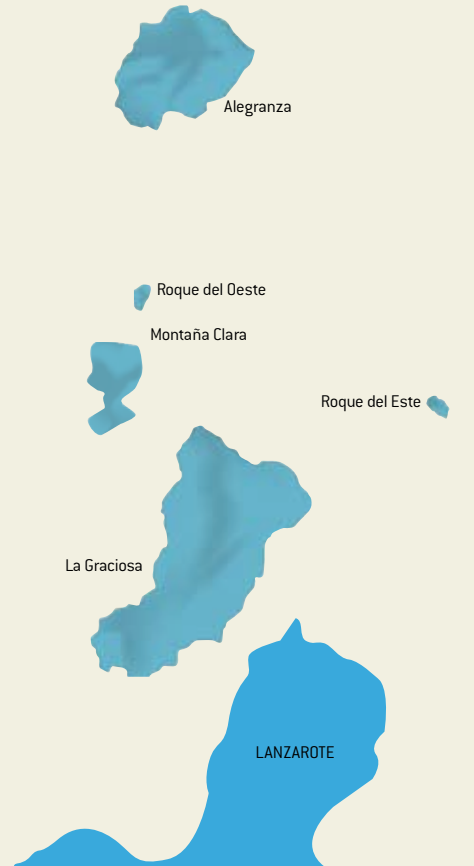 Alegranza
Roque del Oeste
Montaña Clara
Roque del Este
La Graciosa
LANZAROTE